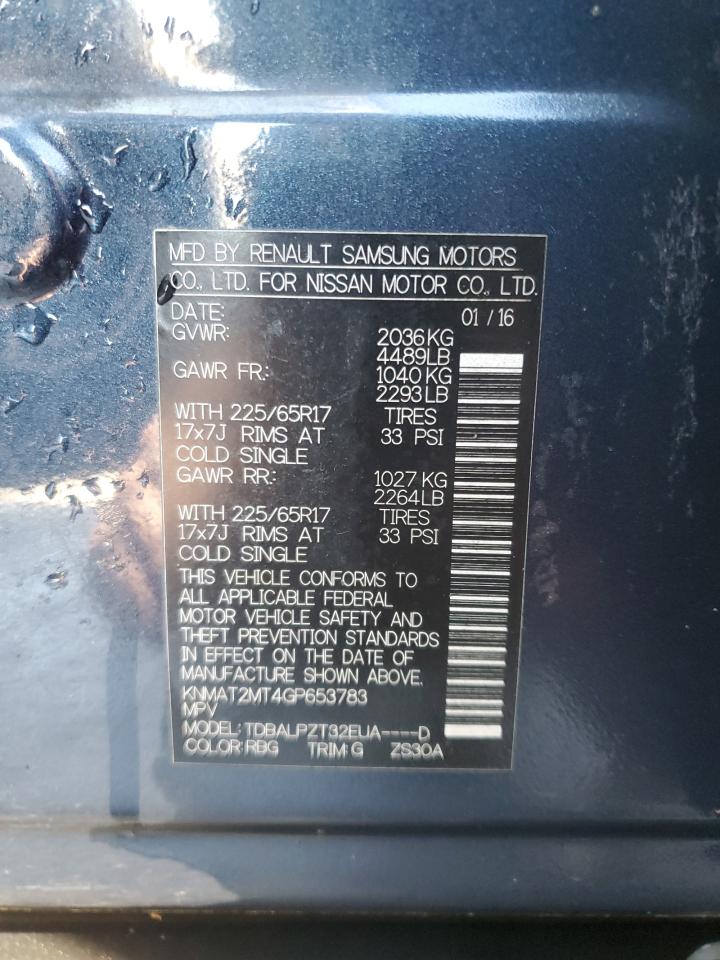 MFD BY RENAULT SAMSUNG MOTORS
CO., LTD. FOR NISSAN MOTOR CO., LTD.
DATE: 01 / 16
GVWR: 2036 KG
4489 LB
GAWR FR.: 1040 KG
2293 LB
WITH 225/65R17 TIRES
17x7J RIMS AT 33 PSI
COLD SINGLE
GAWR RR.: 1027 KG
2264 LB
WITH 225/65R17 TIRES
17x7J RIMS AT 33 PSI
COLD SINGLE
THIS VEHICLE CONFORMS TO
ALL APPLICABLE FEDERAL
MOTOR VEHICLE SAFETY AND
THEFT PREVENTION STANDARDS
IN EFFECT ON THE DATE OF
MANUFACTURE SHOWN ABOVE.
KNMAT2MT4GP653783
MPV
MODEL: TDBALPZT32EUA----D
COLOR: RBG TRIM: G ZS30A